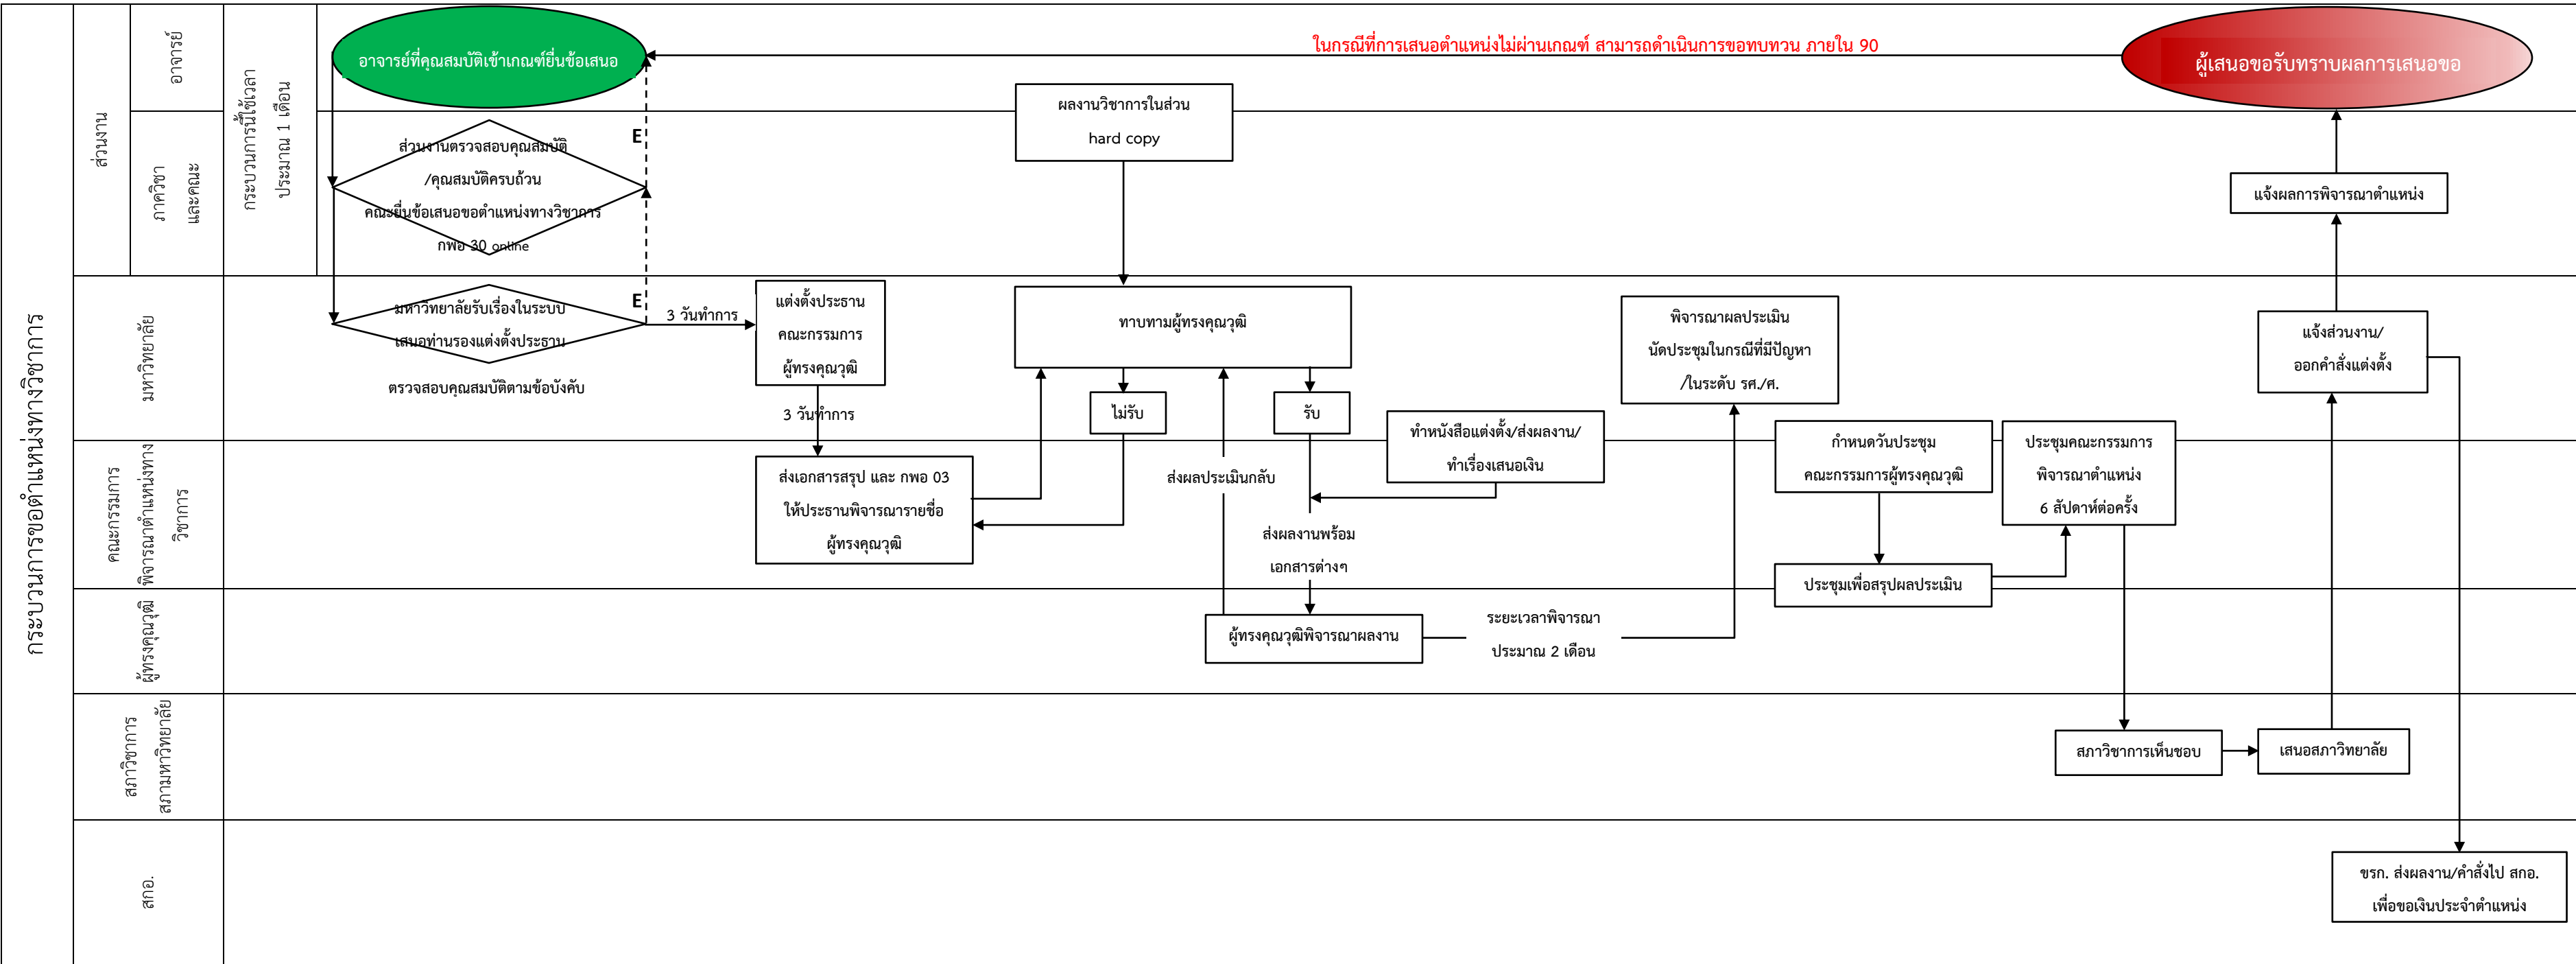 กระบวนการขอตำแหน่งทางวิชาการ
ส่วนงาน
อาจารย์
ภาควิชา
และคณะ
กระบวนการนี้ใช้เวลา
ประมาณ 1 เดือน
มหาวิทยาลัย
คณะกรรมการ
พิจารณาตำแหน่งทาง
วิชาการ
ผู้ทรงคุณวุฒิ
สภาวิชาการ
สภามหาวิทยาลัย
สกอ.
อาจารย์ที่คุณสมบัติเข้าเกณฑ์ยื่นข้อเสนอ
ในกรณีที่การเสนอตำแหน่งไม่ผ่านเกณฑ์ สามารถดำเนินการขอทบทวน ภายใน 90
ผู้เสนอขอรับทราบผลการเสนอขอ
E
ส่วนงานตรวจสอบคุณสมบัติ
/คุณสมบัติครบถ้วน
คณะยื่นข้อเสนอขอตำแหน่งทางวิชาการ
กพอ 30 online
ผลงานวิชาการในส่วน
hard copy
แจ้งผลการพิจารณาตำแหน่ง
E
มหาวิทยาลัยรับเรื่องในระบบ
เสนอท่านรองแต่งตั้งประธาน
ตรวจสอบคุณสมบัติตามข้อบังคับ
3 วันทำการ
แต่งตั้งประธาน
คณะกรรมการ
ผู้ทรงคุณวุฒิ
3 วันทำการ
ทาบทามผู้ทรงคุณวุฒิ
ไม่รับ
รับ
พิจารณาผลประเมิน
นัดประชุมในกรณีที่มีปัญหา
/ในระดับ รศ./ศ.
แจ้งส่วนงาน/
ออกคำสั่งแต่งตั้ง
ทำหนังสือแต่งตั้ง/ส่งผลงาน/
ทำเรื่องเสนอเงิน
ส่งเอกสารสรุป และ กพอ 03
ให้ประธานพิจารณารายชื่อ
ผู้ทรงคุณวุฒิ
ส่งผลประเมินกลับ
ส่งผลงานพร้อม
เอกสารต่างๆ
กำหนดวันประชุม
คณะกรรมการผู้ทรงคุณวุฒิ
ประชุมคณะกรรมการ
พิจารณาตำแหน่ง
6 สัปดาห์ต่อครั้ง
ประชุมเพื่อสรุปผลประเมิน
ผู้ทรงคุณวุฒิพิจารณาผลงาน
ระยะเวลาพิจารณา
ประมาณ 2 เดือน
สภาวิชาการเห็นชอบ
เสนอสภาวิทยาลัย
ขรก. ส่งผลงาน/คำสั่งไป สกอ.
เพื่อขอเงินประจำตำแหน่ง